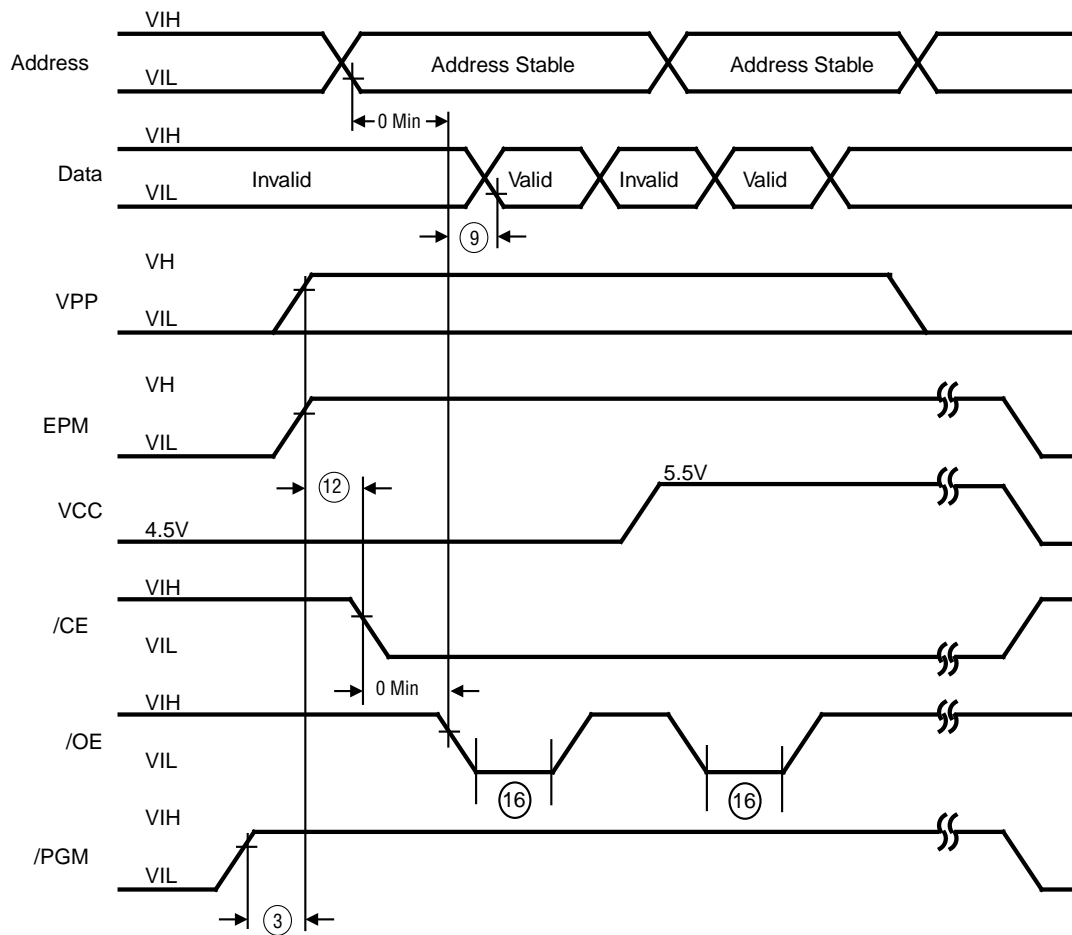 VIH
Address
Address Stable
Address Stable
VIL
0 Min
VIH
Data
Invalid
Valid
Invalid
Valid
VIL
9
VH
VPP
VIL
VH
EPM
VIL
12
5.5V
VCC
4.5V
VIH
/CE
VIL
0 Min
VIH
/OE
VIL
16
16
VIH
/PGM
VIL
3